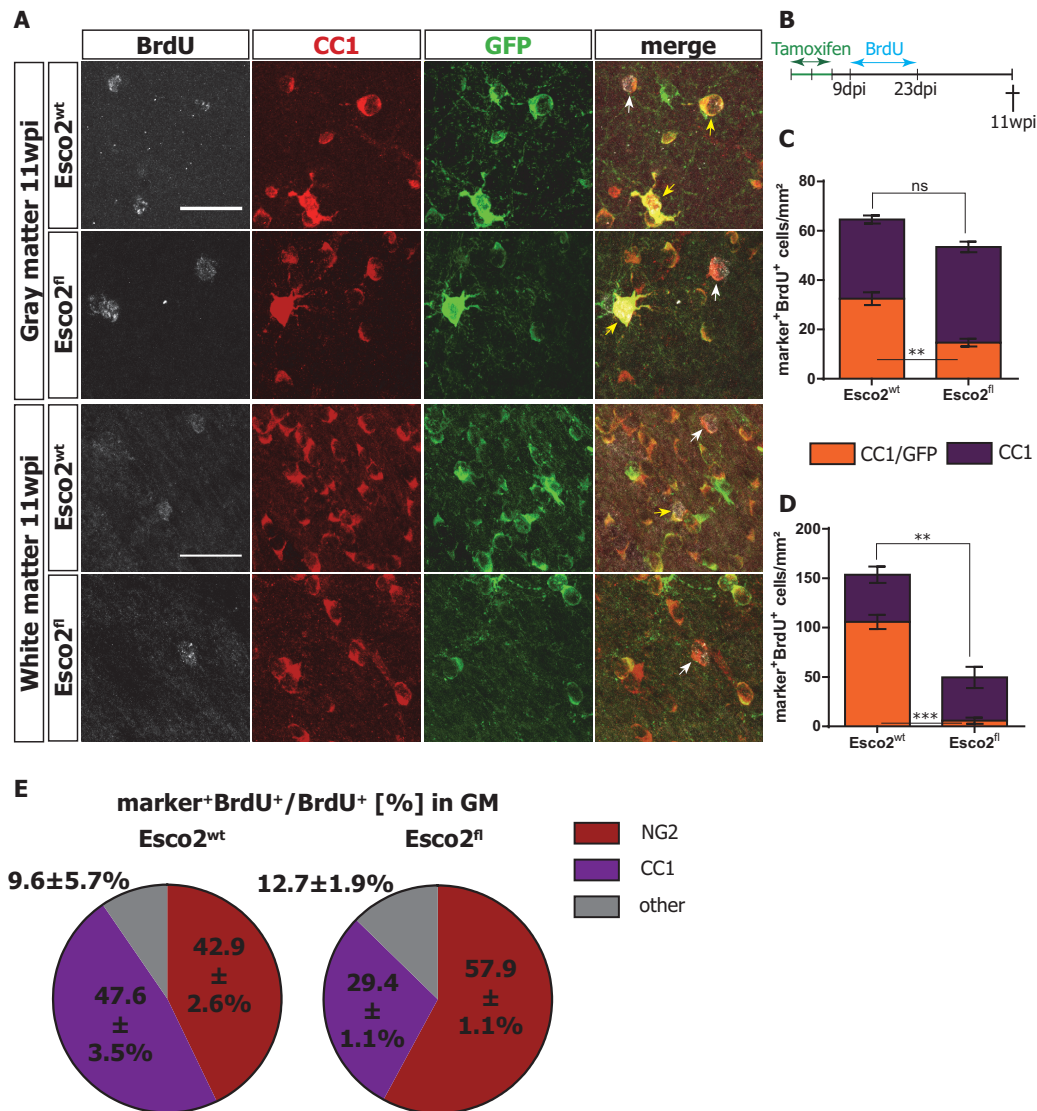 A
BrdU
CC1
GFP
merge
Gray matter 11wpi
Esco2ʷᵗ
Esco2ᶠˡ
White matter 11wpi
Esco2ʷᵗ
Esco2ᶠˡ
B
Tamoxifen
BrdU
9dpi
23dpi
11wpi
C
marker⁺BrdU⁺ cells/mm²
80
60
40
20
0
ns
**
Esco2ʷᵗ
Esco2ᶠˡ
CC1/GFP
CC1
D
marker⁺BrdU⁺ cells/mm²
200
150
100
50
0
**
***
Esco2ʷᵗ
Esco2ᶠˡ
E
marker⁺BrdU⁺/BrdU⁺ [%] in GM
Esco2ʷᵗ
9.6±5.7%
42.9
±
2.6%
47.6
±
3.5%
Esco2ᶠˡ
12.7±1.9%
29.4
±
1.1%
57.9
±
1.1%
NG2
CC1
other